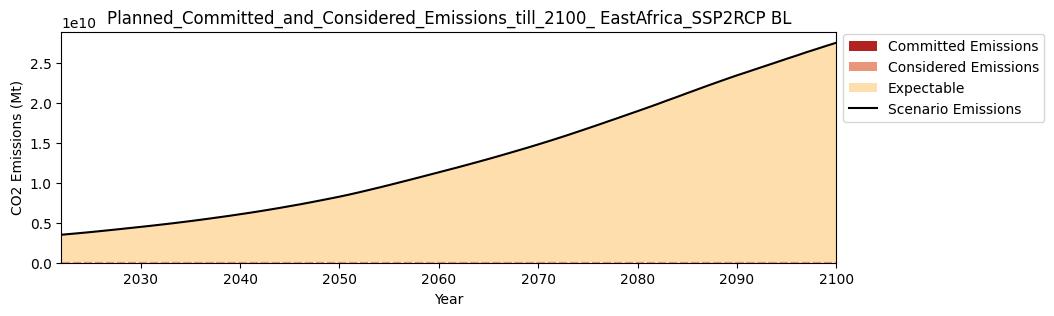 Planned_Committed_and_Considered_Emissions_till_2100_ EastAfrica_SSP2RCP BL
1e10
Committed Emissions
Considered Emissions
Expectable
Scenario Emissions
CO2 Emissions (Mt)
2.5
2.0
1.5
1.0
0.5
0.0
2030 2040 2050 2060 2070 2080 2090 2100
Year